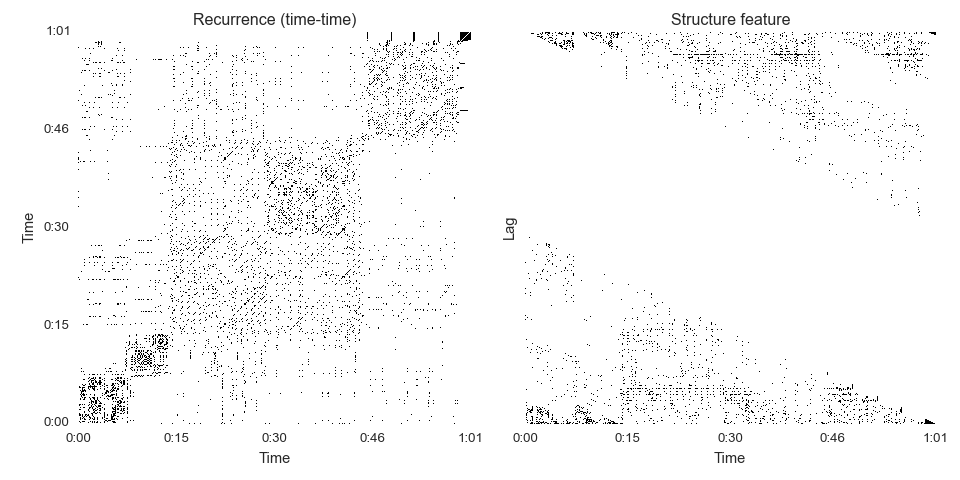 Recurrence (time-time)
Structure feature
1:01
0:46
0:30
0:15
0:00
Time
0:00 0:15 0:30 0:46 1:01
Time
Lag
0:00 0:15 0:30 0:46 1:01
Time